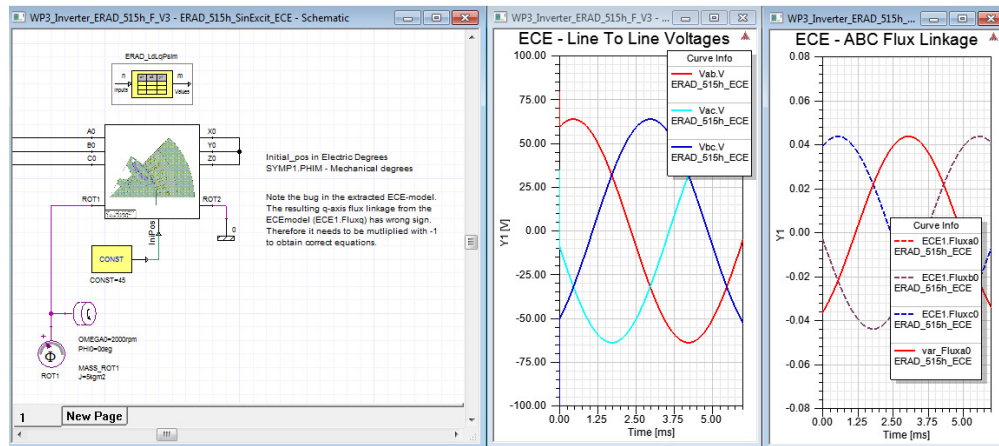 WP3_Inverter_ERAD_515h_F_V3 - ERAD_515h_SinExcit_ECE - Schematic
ERAD_LdLqPsim
n
m
Inputs
Values
A0
B0
C0
X0
Y0
Z0
ROT1
ROT2
0
IniPos
Initial_pos in Electric Degrees
SYMP1.PHIM - Mechanical degrees
Note the bug in the extracted ECE-model.
The resulting q-axis flux linkage from the
ECEmodel (ECE1.Fluxq) has wrong sign.
Therefore it needs to be mutliplied with -1
to obtain correct equations.
CONST
CONST=45
OMEGA0=2000rpm
PHI0=0deg
MASS_ROT1
J=5kgm2
+
Φ
ROT1
1
New Page
WP3_Inverter_ERAD_515h_F_V3 - ...
ECE - Line To Line Voltages
Curve Info
Vab.V
ERAD_515h_ECE
Vac.V
ERAD_515h_ECE
Vbc.V
ERAD_515h_ECE
Y1 [V]
100.00
75.00
50.00
25.00
0.00
-25.00
-50.00
-75.00
-100.00
0.00
1.25
2.50
3.75
5.00
Time [ms]
WP3_Inverter_ERAD_515h_...
ECE - ABC Flux Linkage
Y1
0.08
0.06
0.04
0.02
0.00
-0.02
-0.04
-0.06
-0.08
Curve Info
ECE1.Fluxa0
ERAD_515h_ECE
ECE1.Fluxb0
ERAD_515h_ECE
ECE1.Fluxc0
ERAD_515h_ECE
var_Fluxa0
ERAD_515h_ECE
0.00
1.25
2.50
3.75
5.00
Time [ms]